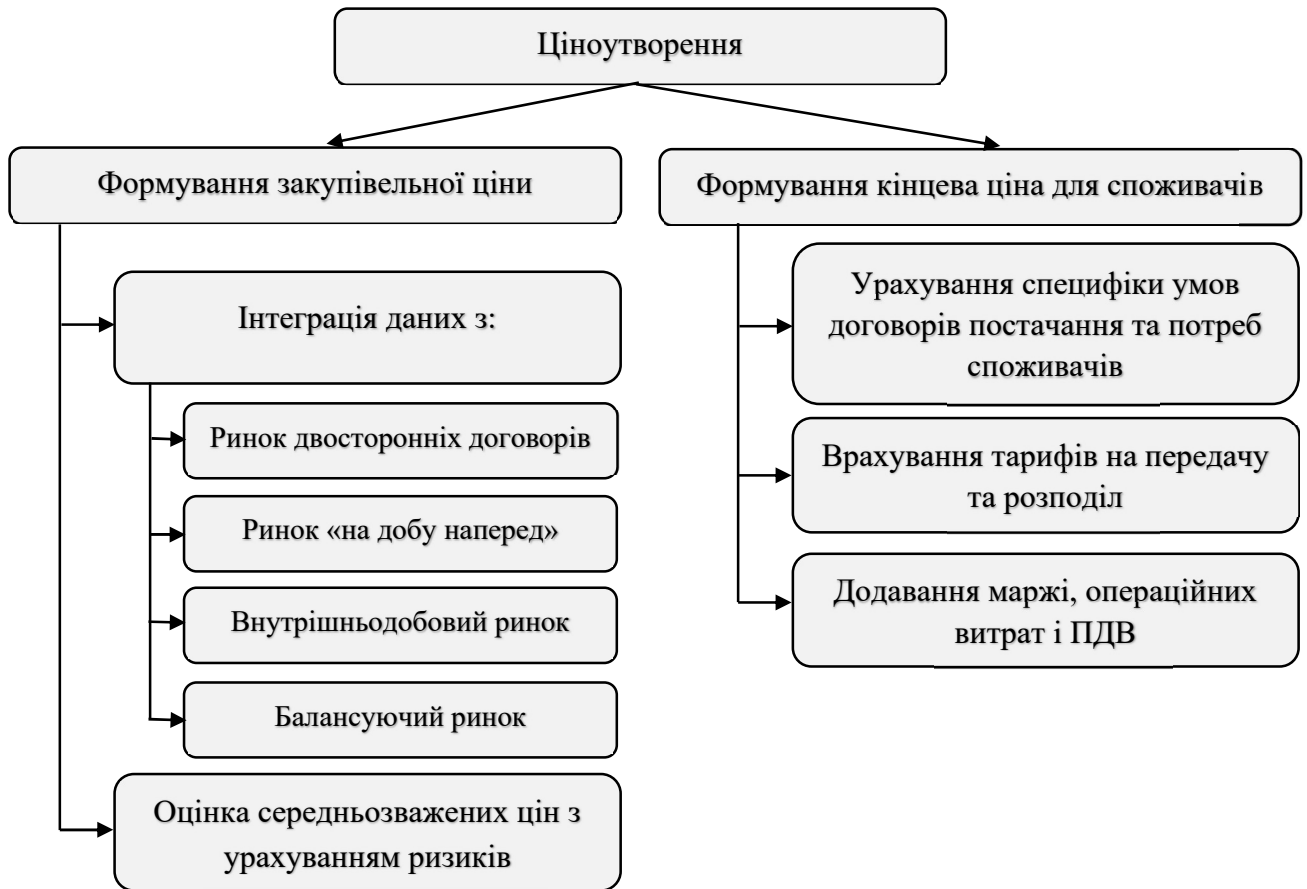 Ціноутворення
Формування закупівельної ціни
Інтеграція даних з:
Ринок двосторонніх договорів
Ринок «на добу наперед»
Внутрішньодобовий ринок
Балансуючий ринок
Оцінка середньозважених цін з
урахуванням ризиків
Формування кінцева ціна для споживачів
Урахування специфіки умов
договорів постачання та потреб
споживачів
Врахування тарифів на передачу
та розподіл
Додавання маржі, операційних
витрат і ПДВ